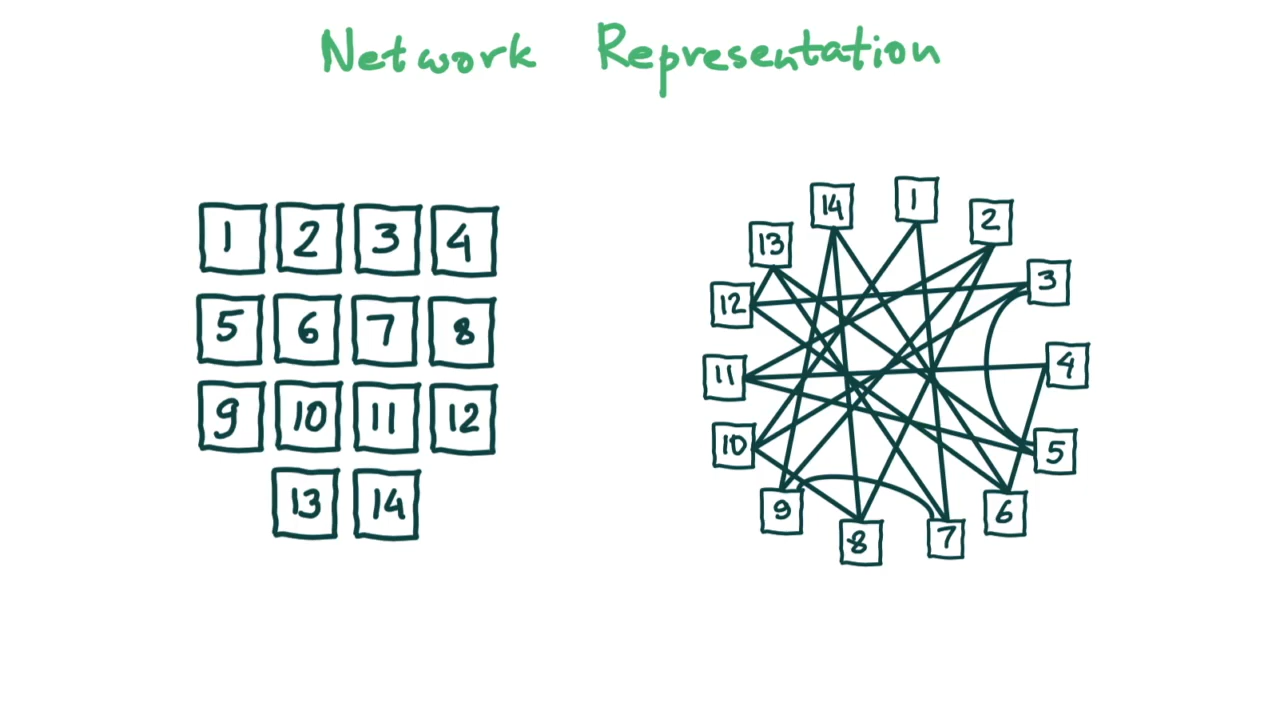 Network Representation
1 2 3 4
5 6 7 8
9 10 11 12
13 14
14 1 2
13 3
12 4
11 5
10 6
9 8 7